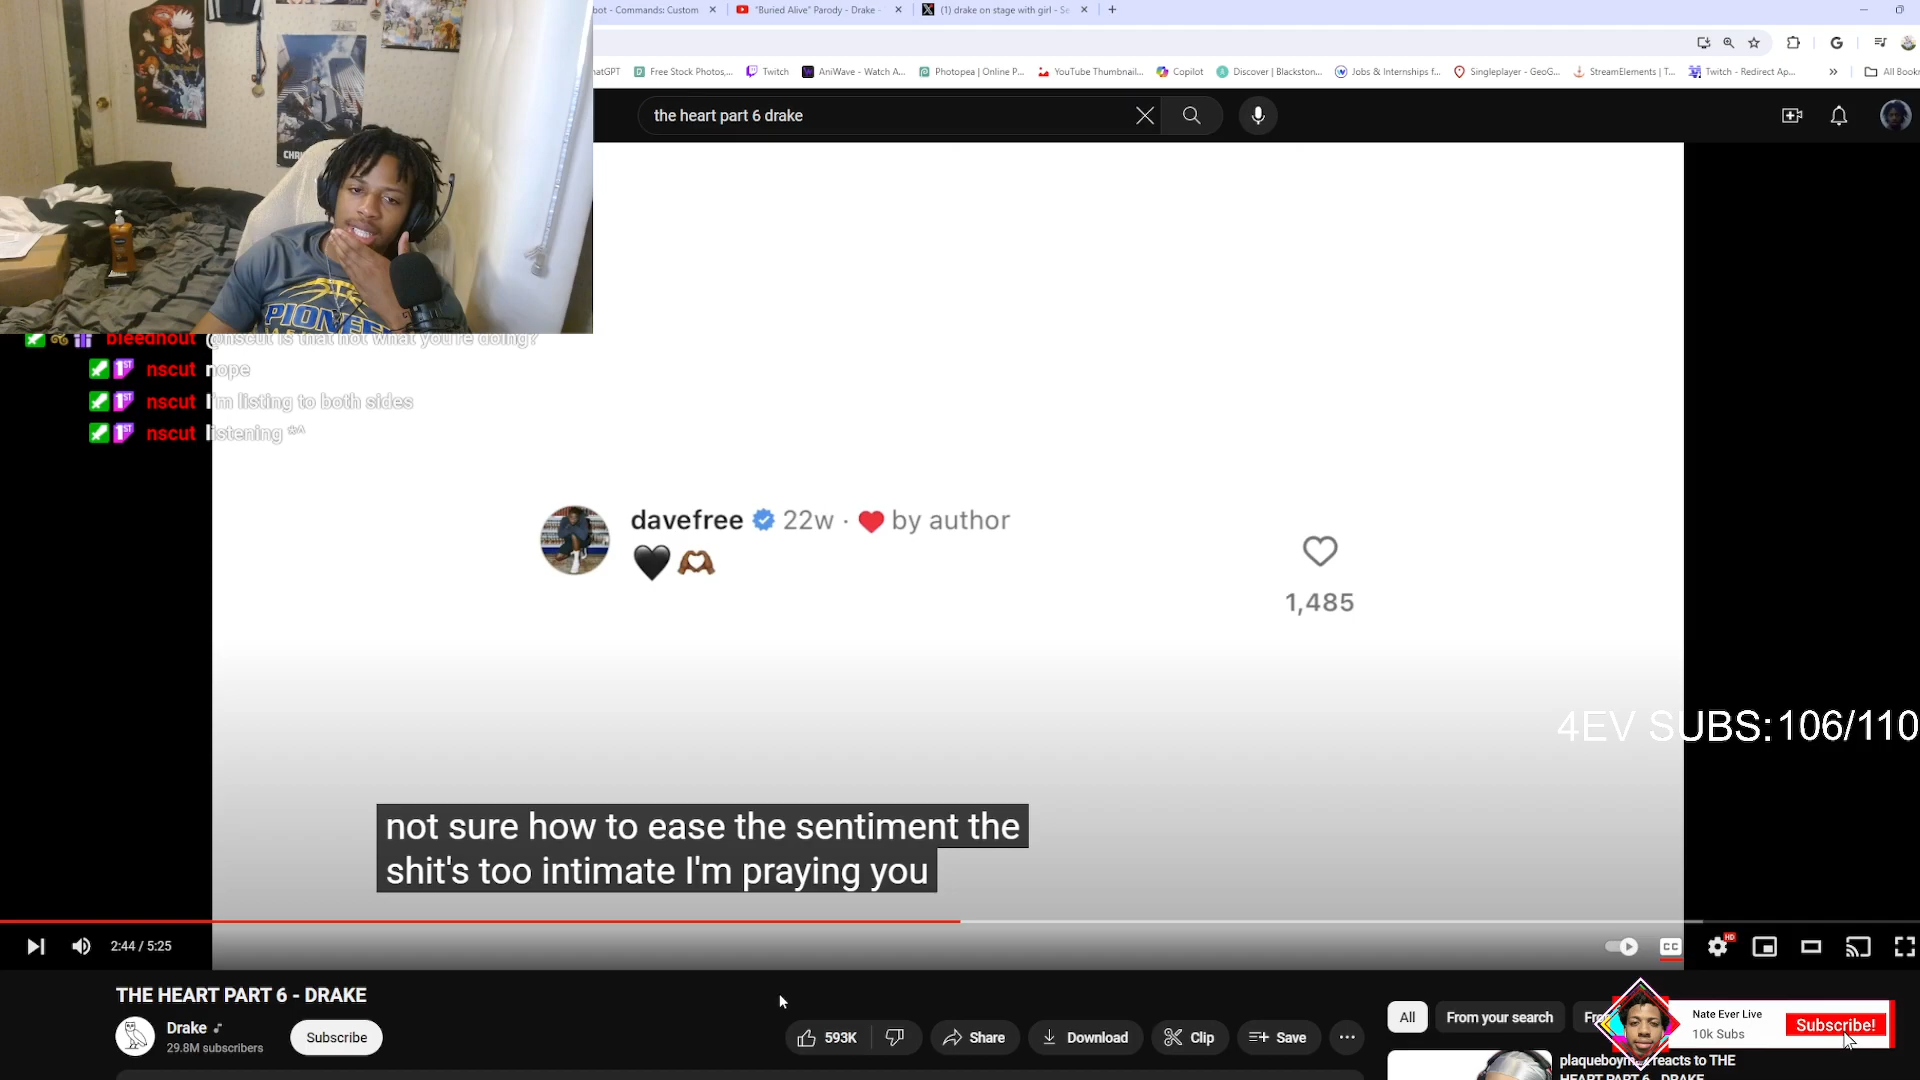 bot - Commands: Custom
"Buried Alive" Parody - Drake -
(1) drake on stage with girl - Se
hatGPT
Free Stock Photos,...
Twitch
AniWave - Watch A...
Photopea | Online P...
YouTube Thumbnail...
Copilot
Discover | Blackston...
Jobs & Internships f...
Singleplayer - GeoG...
StreamElements | T...
Twitch - Redirect Ap...
All Book
the heart part 6 drake
CHR
PIONEE
bleednout @nscut is that not what you're doing?
nscut nope
nscut I'm listing to both sides
nscut listening *^
davefree 22w · by author
1,485
4EV SUBS: 106/110
not sure how to ease the sentiment the
shit's too intimate I'm praying you
2:44 / 5:25
CC
HD
THE HEART PART 6 - DRAKE
Drake
29.8M subscribers
Subscribe
593K
Share
Download
Clip
Save
All
From your search
Fro
Nate Ever Live
10k Subs
Subscribe!
reacts to THE
HEART PART 6 - DRAKE